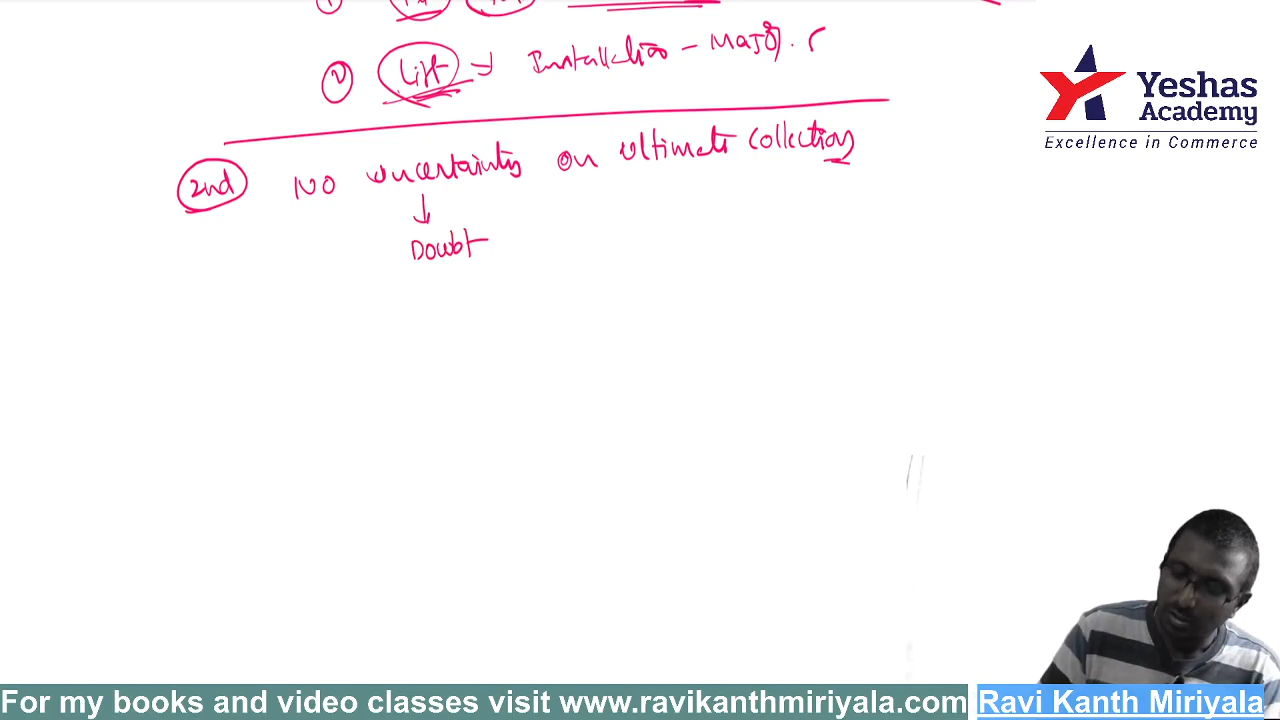 ② Lift → Installation - Major. r
2nd No uncertainty on ultimate collection
↓
Doubt
Yeshas
Academy
Excellence in Commerce
For my books and video classes visit www.ravikanthmiriyala.com Ravi Kanth Miriyala